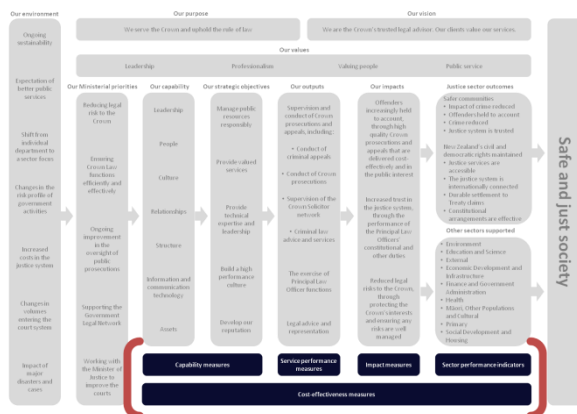 Our environment
Our purpose
Our vision
Ongoing
sustainability
Expectation of
better public
services
Shift from
individual
department to
a sector focus
Changes in the
risk profile of
government
activities
Increased
costs in the
justice system
Changes in
volumes
entering the
court system
Impact of
major
disasters and
cases
We serve the Crown and uphold the rule of law
We are the Crown's trusted legal advisor. Our clients value our services.
Our values
Leadership
Professionalism
Valuing people
Public service
Our Ministerial priorities
Reducing legal
risk to the
Crown
Ensuring
Crown Law
functions
efficiently and
effectively
Ongoing
improvement
in the
oversight of
public
prosecutions
Supporting the
Government
Legal Network
Working with
the Minister of
Justice to
improve the
courts
Our capability
Leadership
People
Culture
Relationships
Structure
Information and
communication
technology
Assets
Our strategic objectives
Manage public
resources
responsibly
Provide valued
services
Provide
technical
expertise and
leadership
Build a high
performance
culture
Develop our
reputation
Our outputs
Supervision and
conduct of Crown
prosecutions and
appeals, including:
• Conduct of
criminal appeals
• Conduct of Crown
prosecutions
• Supervision of the
Crown Solicitor
network
• Criminal law
advice and services
The exercise of
Principal Law
Officer functions
Legal advice and
representation
Our impacts
Offenders
increasingly held
to account,
through high
quality Crown
prosecutions and
appeals that are
delivered cost-
effectively and in
the public interest
Increased trust in
the justice system,
through the
performance of
the Principal Law
Officers'
constitutional and
other duties
Reduced legal
risks to the Crown,
through
protecting the
Crown's interests and
ensuring any
risks are well
managed
Justice sector outcomes
Safer communities
• Impact of crime reduced
• Offenders held to account
• Crime reduced
• Justice system is trusted
New Zealand's civil and
democratic rights maintained
• Justice services are
accessible
• The justice system is
internationally connected
• Durable settlement to
Treaty claims
• Constitutional
arrangements are effective
Other sectors supported
• Environment
• Education and Science
• External
• Economic Development and
Infrastructure
• Finance and Government
Administration
• Health
• Māori, Other Populations
and Cultural
• Primary
• Social Development and
Housing
Safe and just society
Capability measures
Service performance
measures
Impact measures
Sector performance indicators
Cost-effectiveness measures